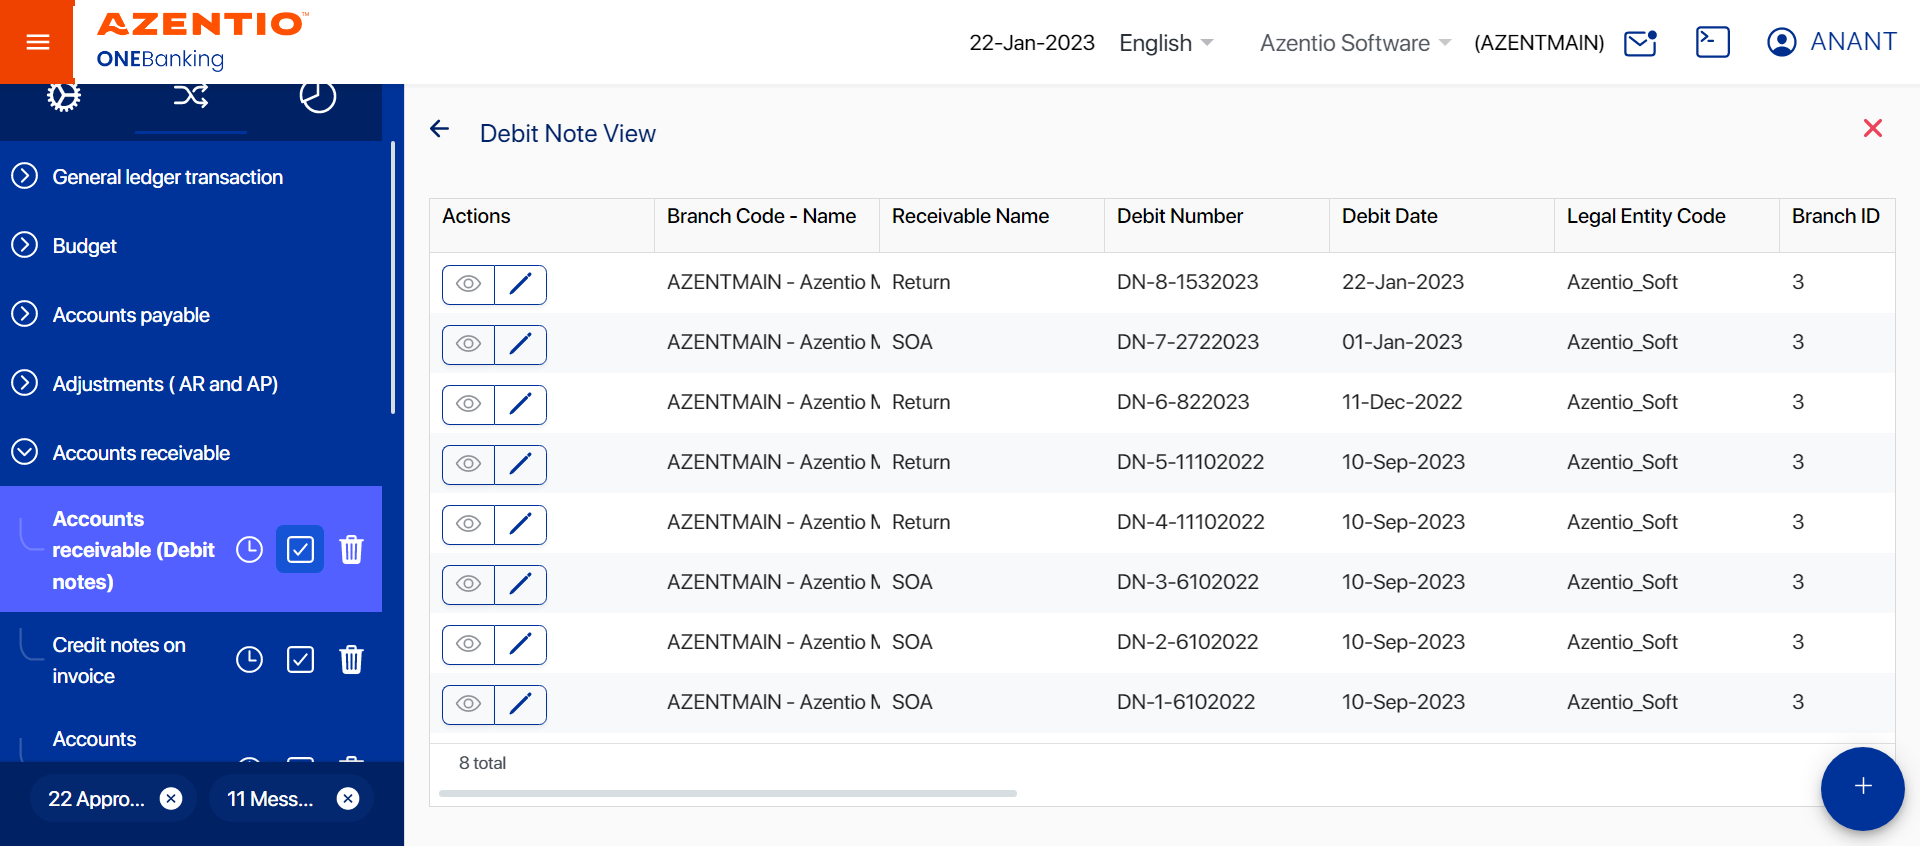 AZENTIO™
ONEBanking
22-Jan-2023 English Azentio Software (AZENTMAIN) ANANT
General ledger transaction
Budget
Accounts payable
Adjustments ( AR and AP)
Accounts receivable
Accounts
receivable (Debit
notes)
Credit notes on
invoice
Accounts
22 Appro...
11 Mess...
Debit Note View
Actions Branch Code - Name Receivable Name Debit Number Debit Date Legal Entity Code Branch ID
AZENTMAIN - Azentio M Return DN-8-1532023 22-Jan-2023 Azentio_Soft 3
AZENTMAIN - Azentio M SOA DN-7-2722023 01-Jan-2023 Azentio_Soft 3
AZENTMAIN - Azentio M Return DN-6-822023 11-Dec-2022 Azentio_Soft 3
AZENTMAIN - Azentio M Return DN-5-11102022 10-Sep-2023 Azentio_Soft 3
AZENTMAIN - Azentio M Return DN-4-11102022 10-Sep-2023 Azentio_Soft 3
AZENTMAIN - Azentio M SOA DN-3-6102022 10-Sep-2023 Azentio_Soft 3
AZENTMAIN - Azentio M SOA DN-2-6102022 10-Sep-2023 Azentio_Soft 3
AZENTMAIN - Azentio M SOA DN-1-6102022 10-Sep-2023 Azentio_Soft 3
8 total